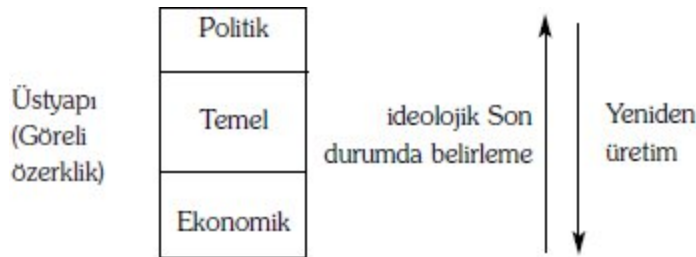 Politik
Üstyapı
(Göreli
özerklik)
Temel
ideolojik Son
durumda belirleme
Yeniden
üretim
Ekonomik